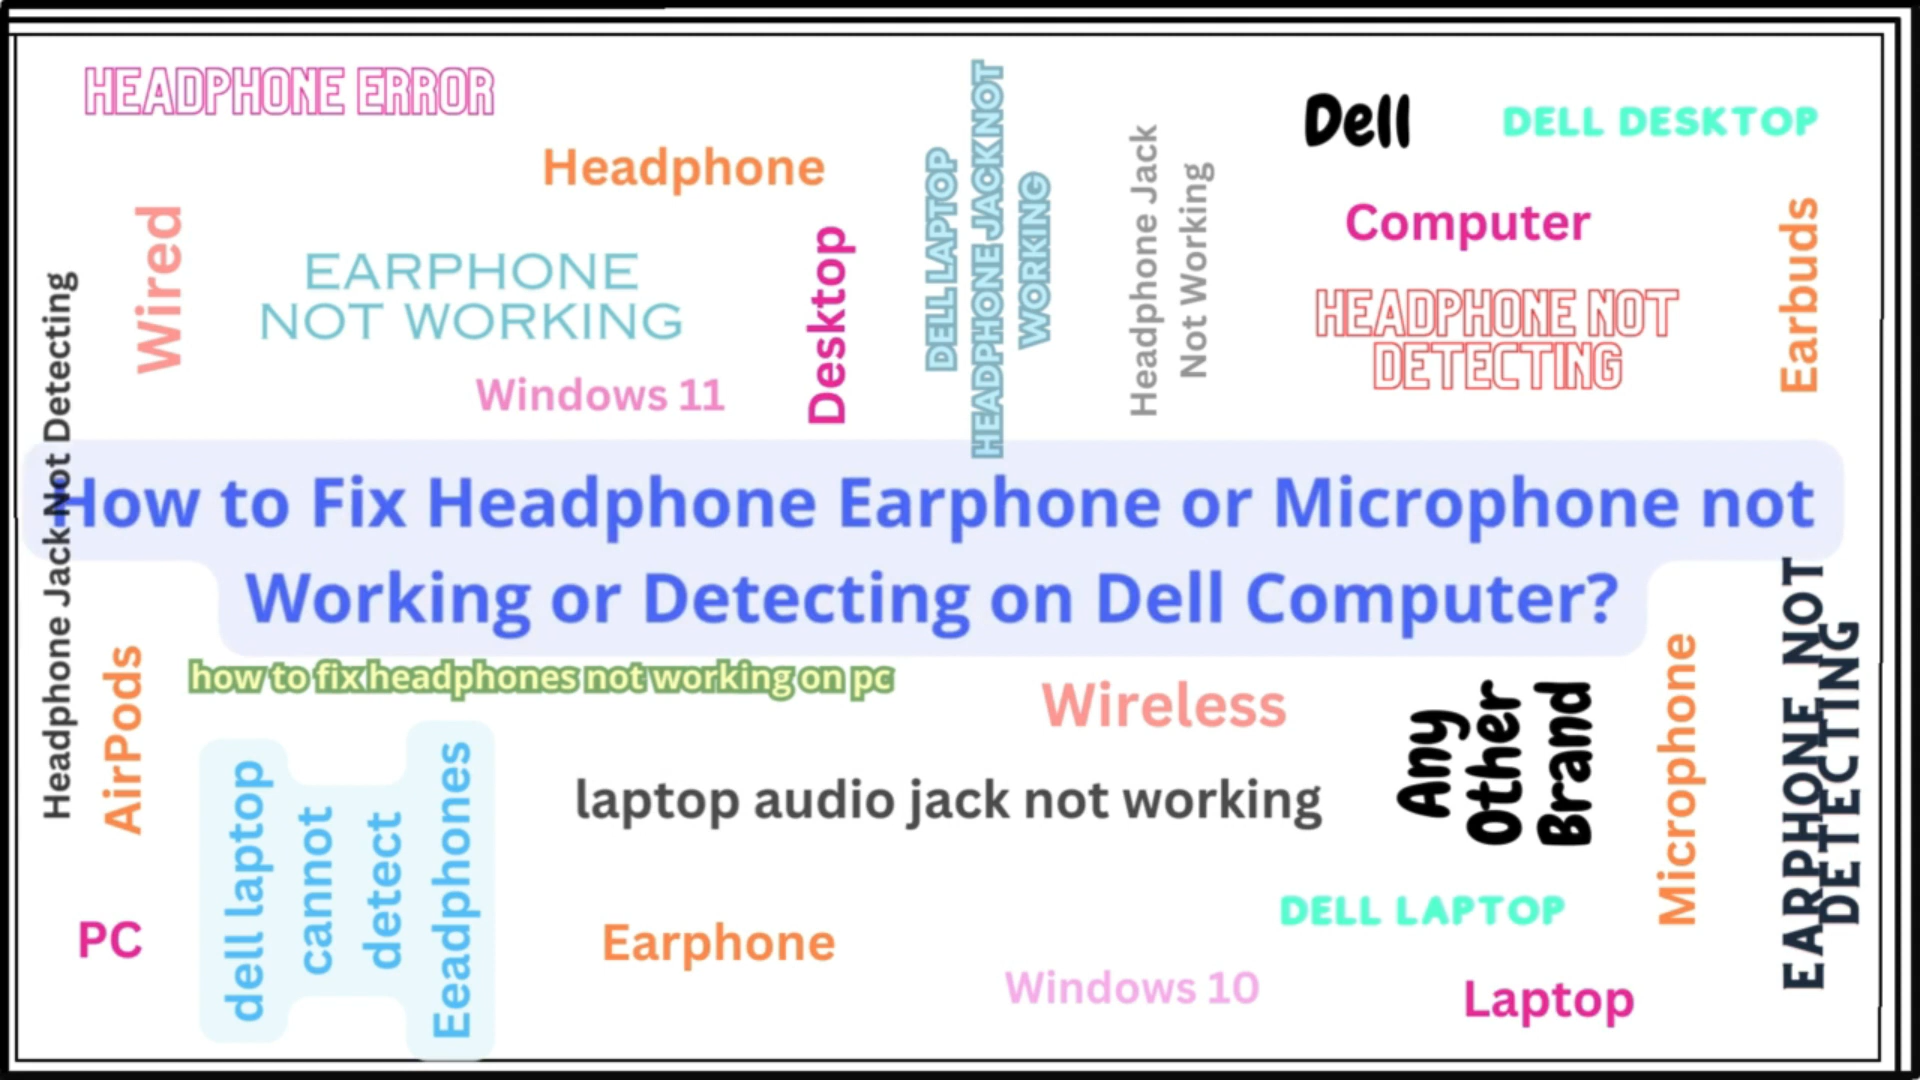 HEADPHONE ERROR
Headphone
Wired
EARPHONE
NOT WORKING
Windows 11
Desktop
DELL LAPTOP
HEADPHONE JACK NOT
WORKING
Headphone Jack
Not Working
Dell
DELL DESKTOP
Computer
HEADPHONE NOT
DETECTING
Earbuds
Headphone Jack Not Detecting
How to Fix Headphone Earphone or Microphone not
Working or Detecting on Dell Computer?
how to fix headphones not working on pc
AirPods
dell laptop
cannot
detect
Eeadphones
PC
Wireless
laptop audio jack not working
Any
Other
Brand
Microphone
EARPHONE NOT
DETECTING
Earphone
DELL LAPTOP
Windows 10
Laptop